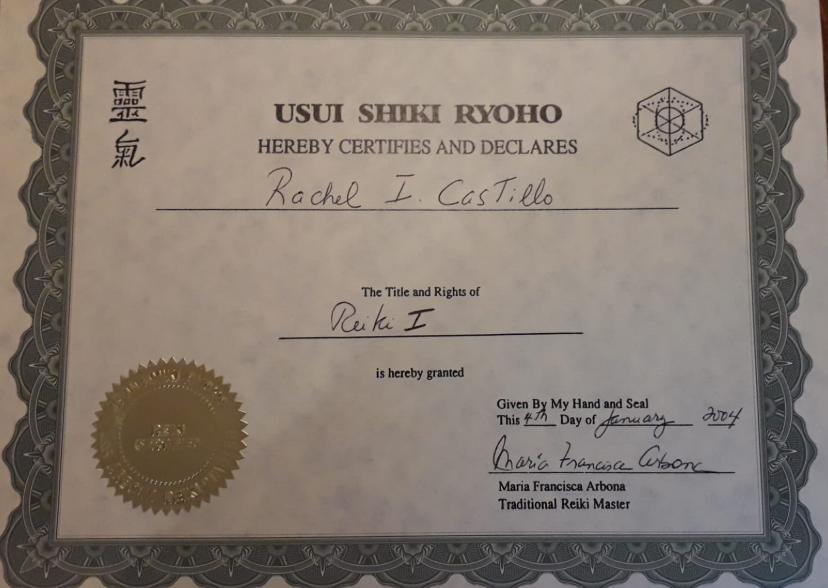 靈
氣
USUI SHIKI RYOHO
HEREBY CERTIFIES AND DECLARES
Rachel I. Castillo
The Title and Rights of
Reiki I
is hereby granted
Given By My Hand and Seal
This 4th Day of January 2004
Maria Francisca Arbona
Maria Francisca Arbona
Traditional Reiki Master